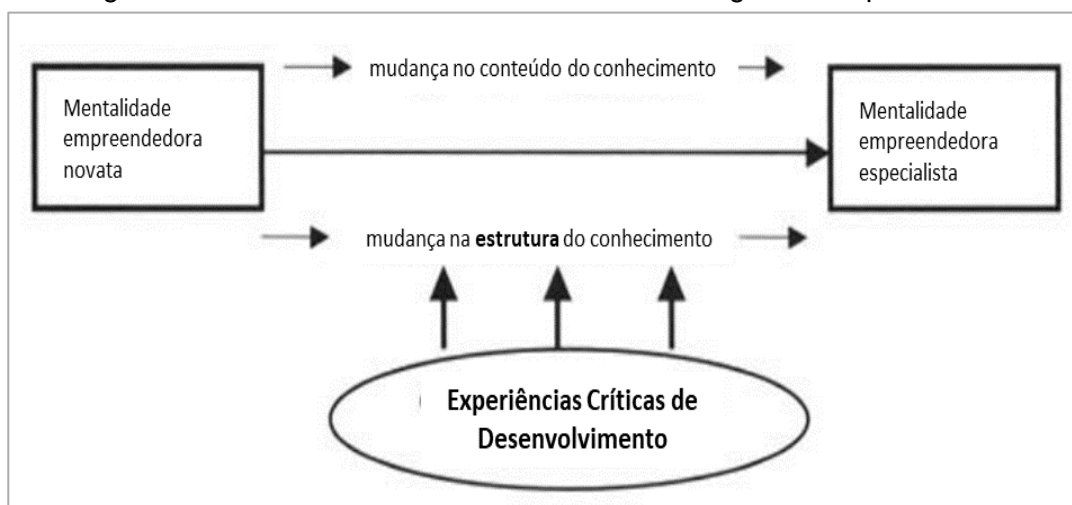 mudança no conteúdo do conhecimento
Mentalidade
empreendedora
novata
Mentalidade
empreendedora
especialista
mudança na estrutura do conhecimento
Experiências Críticas de
Desenvolvimento